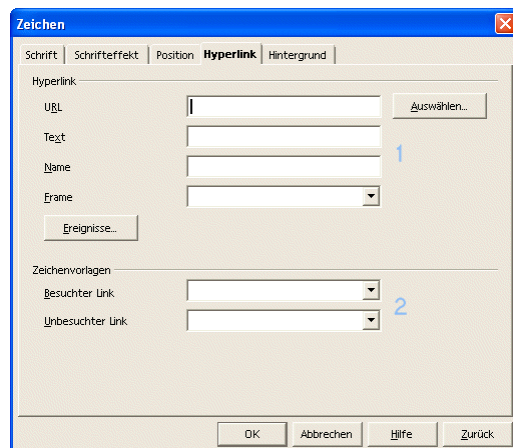 Zeichen
Schrift Schrifteffekt Position Hyperlink Hintergrund
Hyperlink
URL Auswählen...
Text
1
Name
Frame
Ereignisse...
Zeichenvorlagen
Besuchter Link
2
Unbesuchter Link
OK Abbrechen Hilfe Zurück